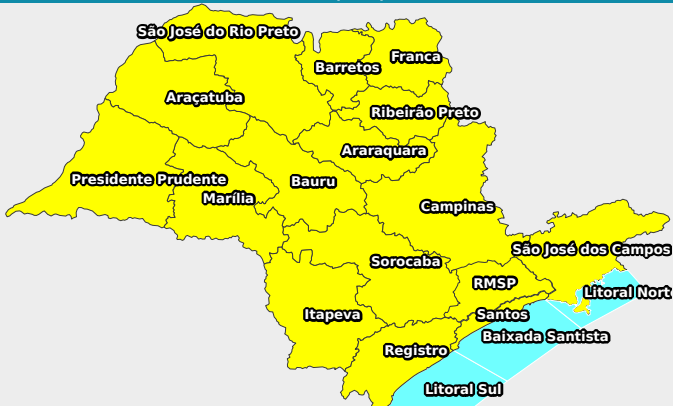 São José do Rio Preto
Franca
Barretos
Araçatuba
Ribeirão Preto
Araraquara
Presidente Prudente
Bauru
Marília
Campinas
São José dos Campos
Sorocaba
RMSP
Litoral Nort
Itapeva
Santos
Baixada Santista
Registro
Litoral Sul